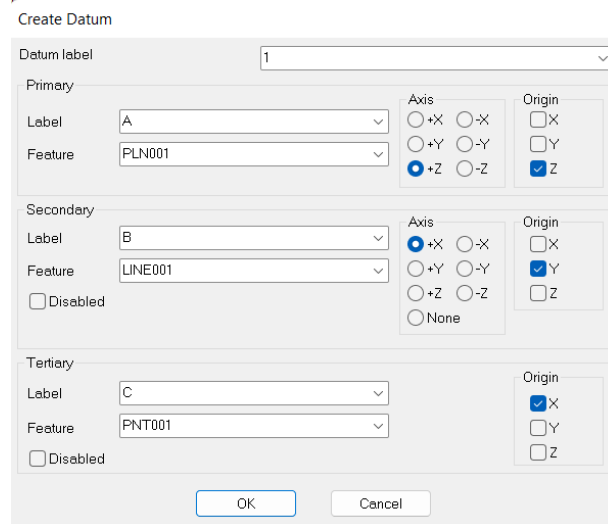 Create Datum
Datum label 1
Primary
Label A
Feature PLN001
Axis
+X -X
+Y -Y
+Z -Z
Origin
X
Y
Z
Secondary
Label B
Feature LINE001
Disabled
Axis
+X -X
+Y -Y
+Z -Z
None
Origin
X
Y
Z
Tertiary
Label C
Feature PNT001
Disabled
Origin
X
Y
Z
OK Cancel